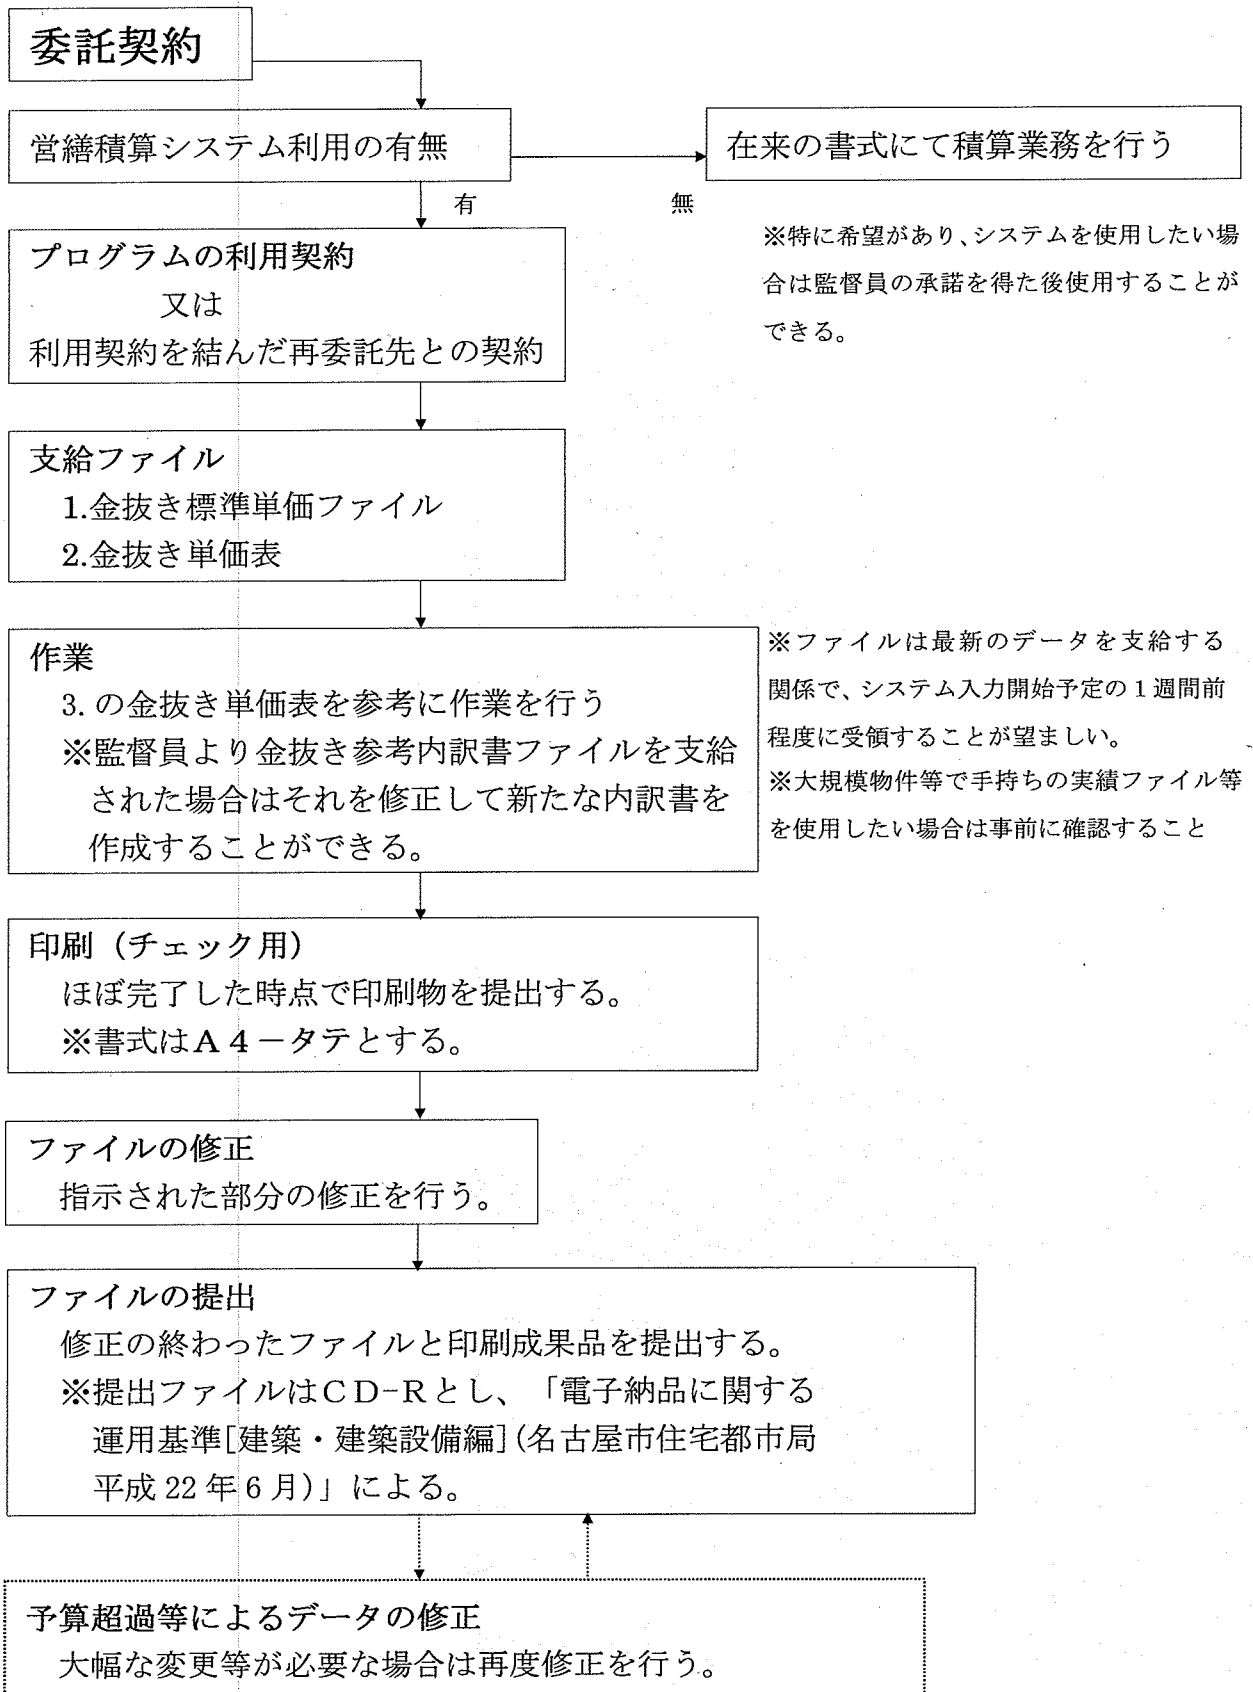 委託契約
営繕積算システム利用の有無
在来の書式にて積算業務を行う
有
無
※特に希望があり、システムを使用したい場
合は監督員の承諾を得た後使用することが
できる。
プログラムの利用契約
又は
利用契約を結んだ再委託先との契約
支給ファイル
1.金抜き標準単価ファイル
2.金抜き単価表
作業
3. の金抜き単価表を参考に作業を行う
※監督員より金抜き参考内訳書ファイルを支給
された場合はそれを修正して新たな内訳書を
作成することができる。
※ファイルは最新のデータを支給する
関係で、システム入力開始予定の1週間前
程度に受領することが望ましい。
※大規模物件等で手持ちの実績ファイル等
を使用したい場合は事前に確認すること
印刷（チェック用）
ほぼ完了した時点で印刷物を提出する。
※書式はA4－タテとする。
ファイルの修正
指示された部分の修正を行う。
ファイルの提出
修正の終わったファイルと印刷成果品を提出する。
※提出ファイルはCD-Rとし、「電子納品に関する
運用基準[建築・建築設備編](名古屋市住宅都市局
平成22年6月)」による。
予算超過等によるデータの修正
大幅な変更等が必要な場合は再度修正を行う。